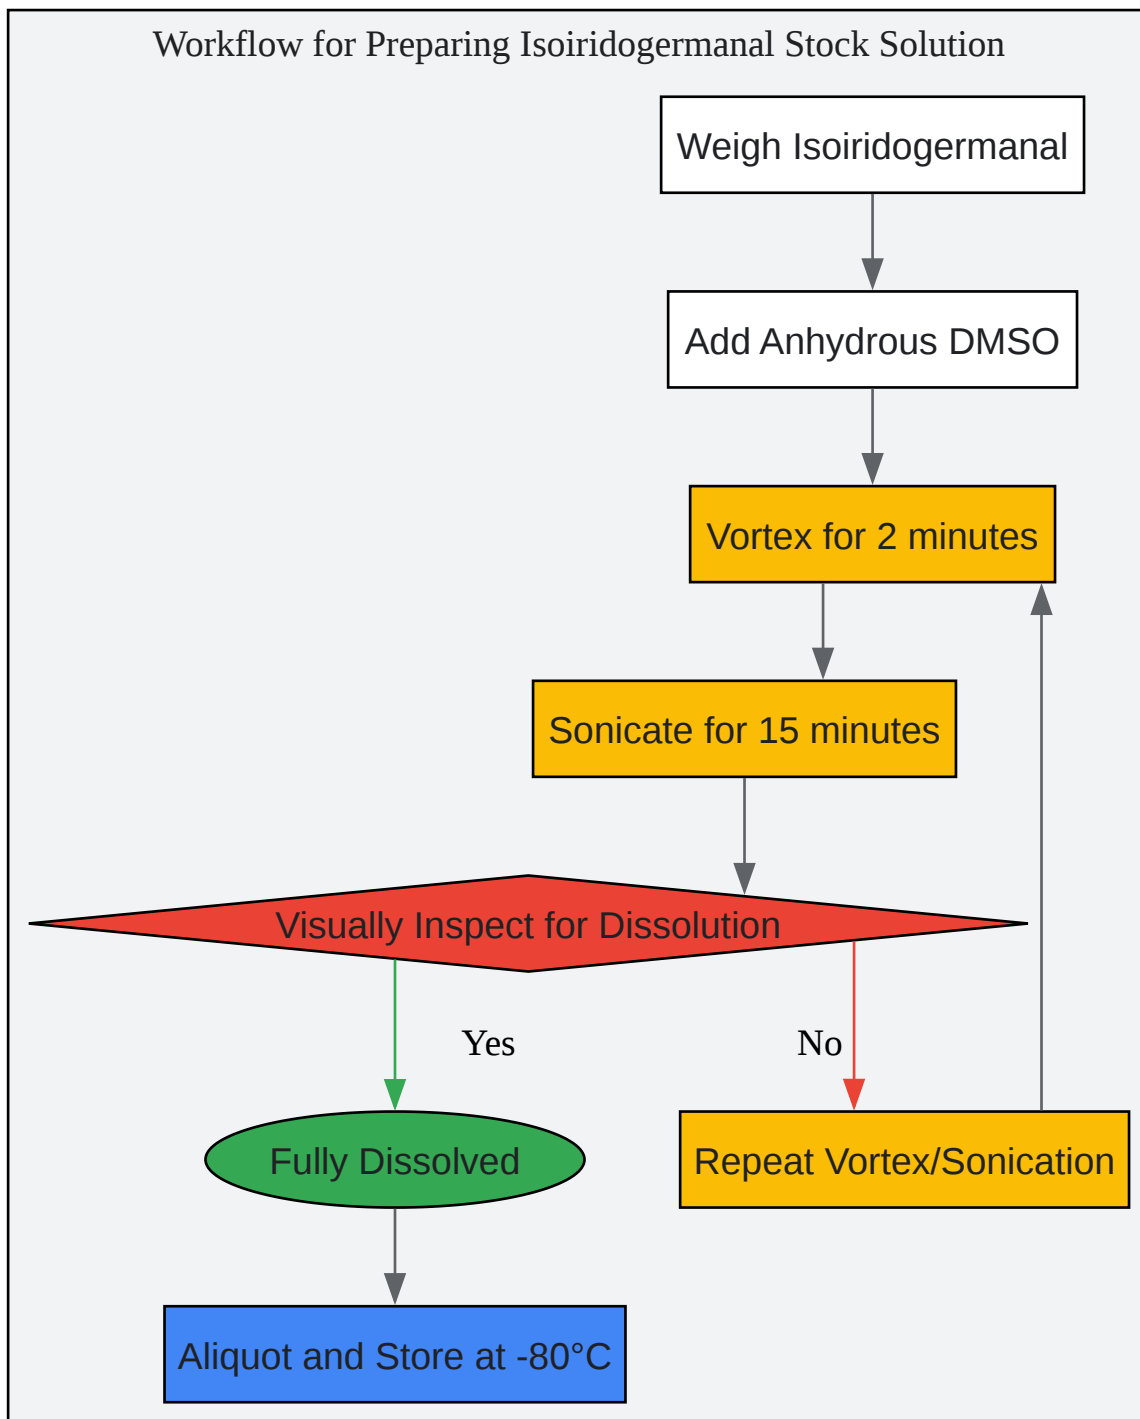 Workflow for Preparing Isoiridogermanal Stock Solution
Weigh Isoiridogermanal
Add Anhydrous DMSO
Vortex for 2 minutes
Sonicate for 15 minutes
Visually Inspect for Dissolution
Yes
No
Fully Dissolved
Repeat Vortex/Sonication
Aliquot and Store at -80°C